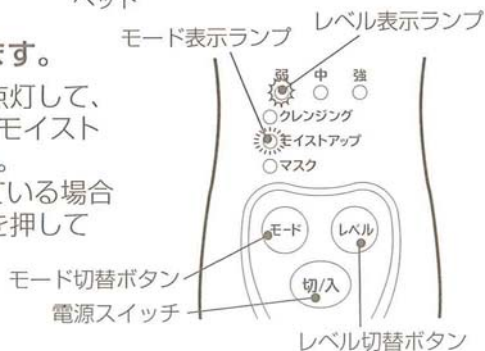 ヘッド
レベル表示ランプ
モード表示ランプ
ます。
点灯して、
モイスト
。
ている場合
を押して
弱 中 強
クレンジング
モイストアップ
マスク
モード
レベル
切/入
モード切替ボタン
電源スイッチ
レベル切替ボタン